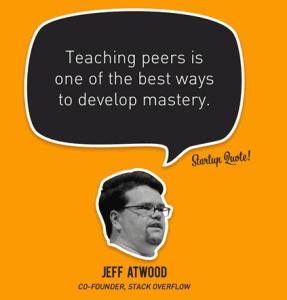 Teaching peers is
one of the best ways
to develop mastery.
Startup Quote!
JEFF ATWOOD
CO-FOUNDER, STACK OVERFLOW